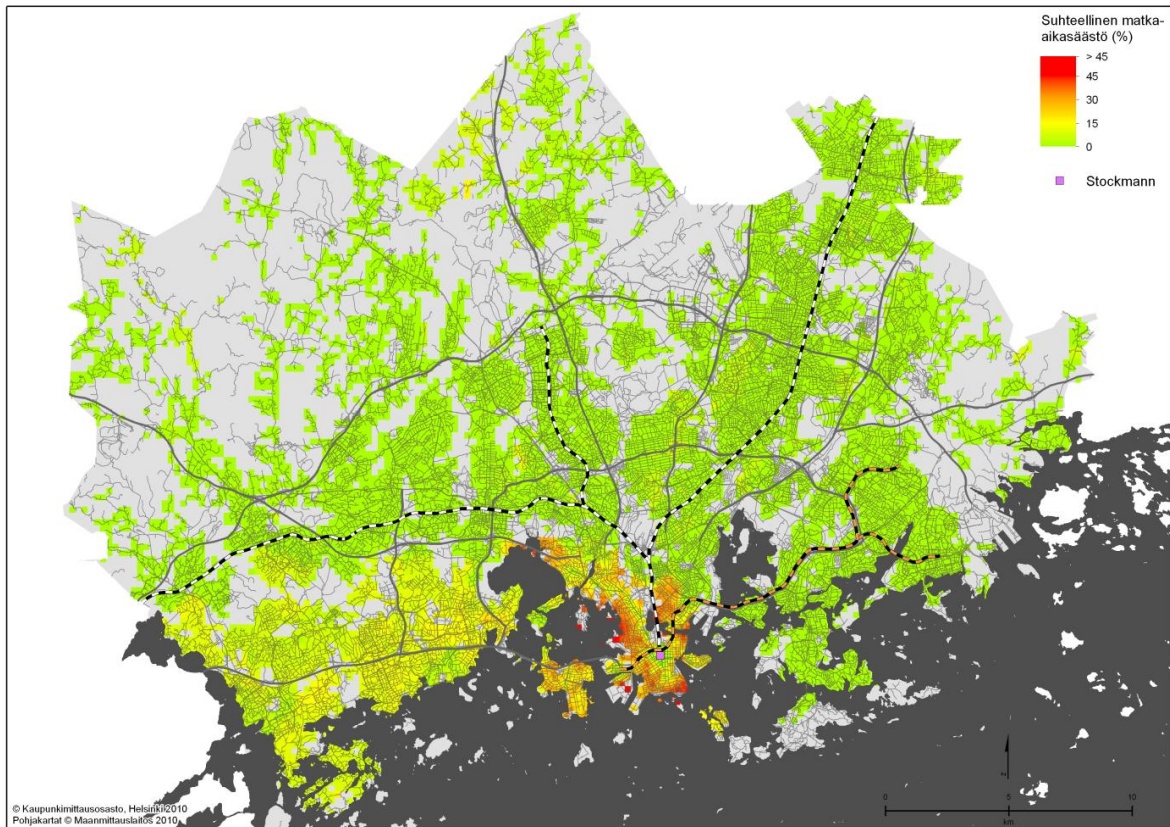 Suhteellinen matka-
aikasäästö (%)
> 45
45
30
15
0
Stockmann
© Kaupunkimittausosasto, Helsinki 2010
Pohjakartat © Maanmittauslaitos 2010
N
0 5 10
km